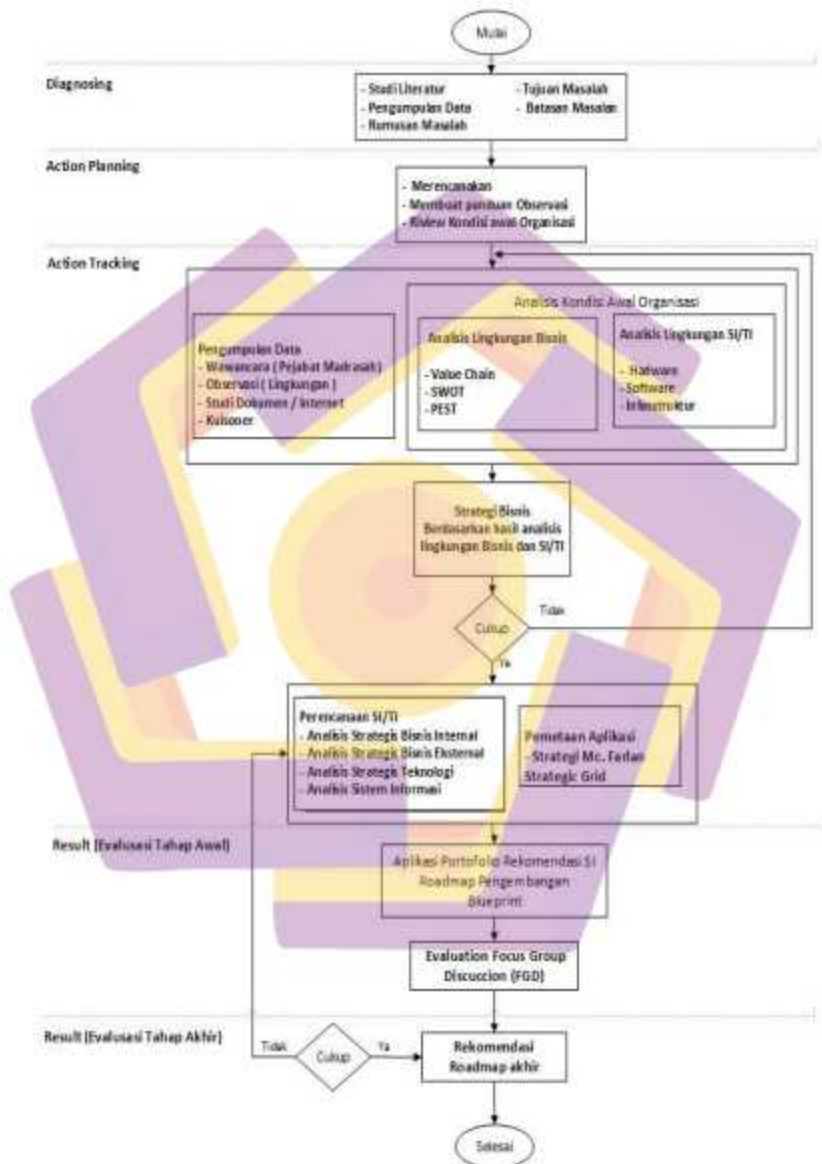 Mulai
Diagnosing
- Studi Literatur
- Pengumpulan Data
- Rumusan Masalah
- Tujuan Masalah
- Batasan Masalan
Action Planning
- Merencanakan
- Membuat panduan Observasi
- Riview Kondisi awal Organisasi
Action Tracking
Analisis Kondisi Awal Organisasi
Pengumpulan Data
- Wawancara ( Pejabat Madrasah )
- Observasi ( Lingkungan )
- Studi Dokumen / Internet
- Kuisoner
Analisis Lingkungan Bisnis
- Value Chain
- SWOT
- PEST
Analisis Lingkungan SI/TI
- Hadware
- Software
- Infrastruktur
Strategi Bisnis
Berdasarkan hasil analisis
lingkungan Bisnis dan SI/TI
Cukup
Tidak
Ya
Perencanaan SI/TI
- Analisis Strategis Bisnis Internal
- Analisis Strategis Bisnis Eksternal
- Analisis Strategis Teknologi
- Analisis Sistem Informasi
Pemetaan Aplikasi
- Strategi Mc. Farlan
Strategic Grid
Result (Evalusasi Tahap Awal)
Aplikasi Portofolio Rekomendasi SI
Roadmap Pengembangan
Blueprint
Evaluation Focus Group
Discuccion (FGD)
Result (Evalusasi Tahap Akhir)
Tidak
Cukup
Ya
Rekomendasi
Roadmap akhir
Selesai